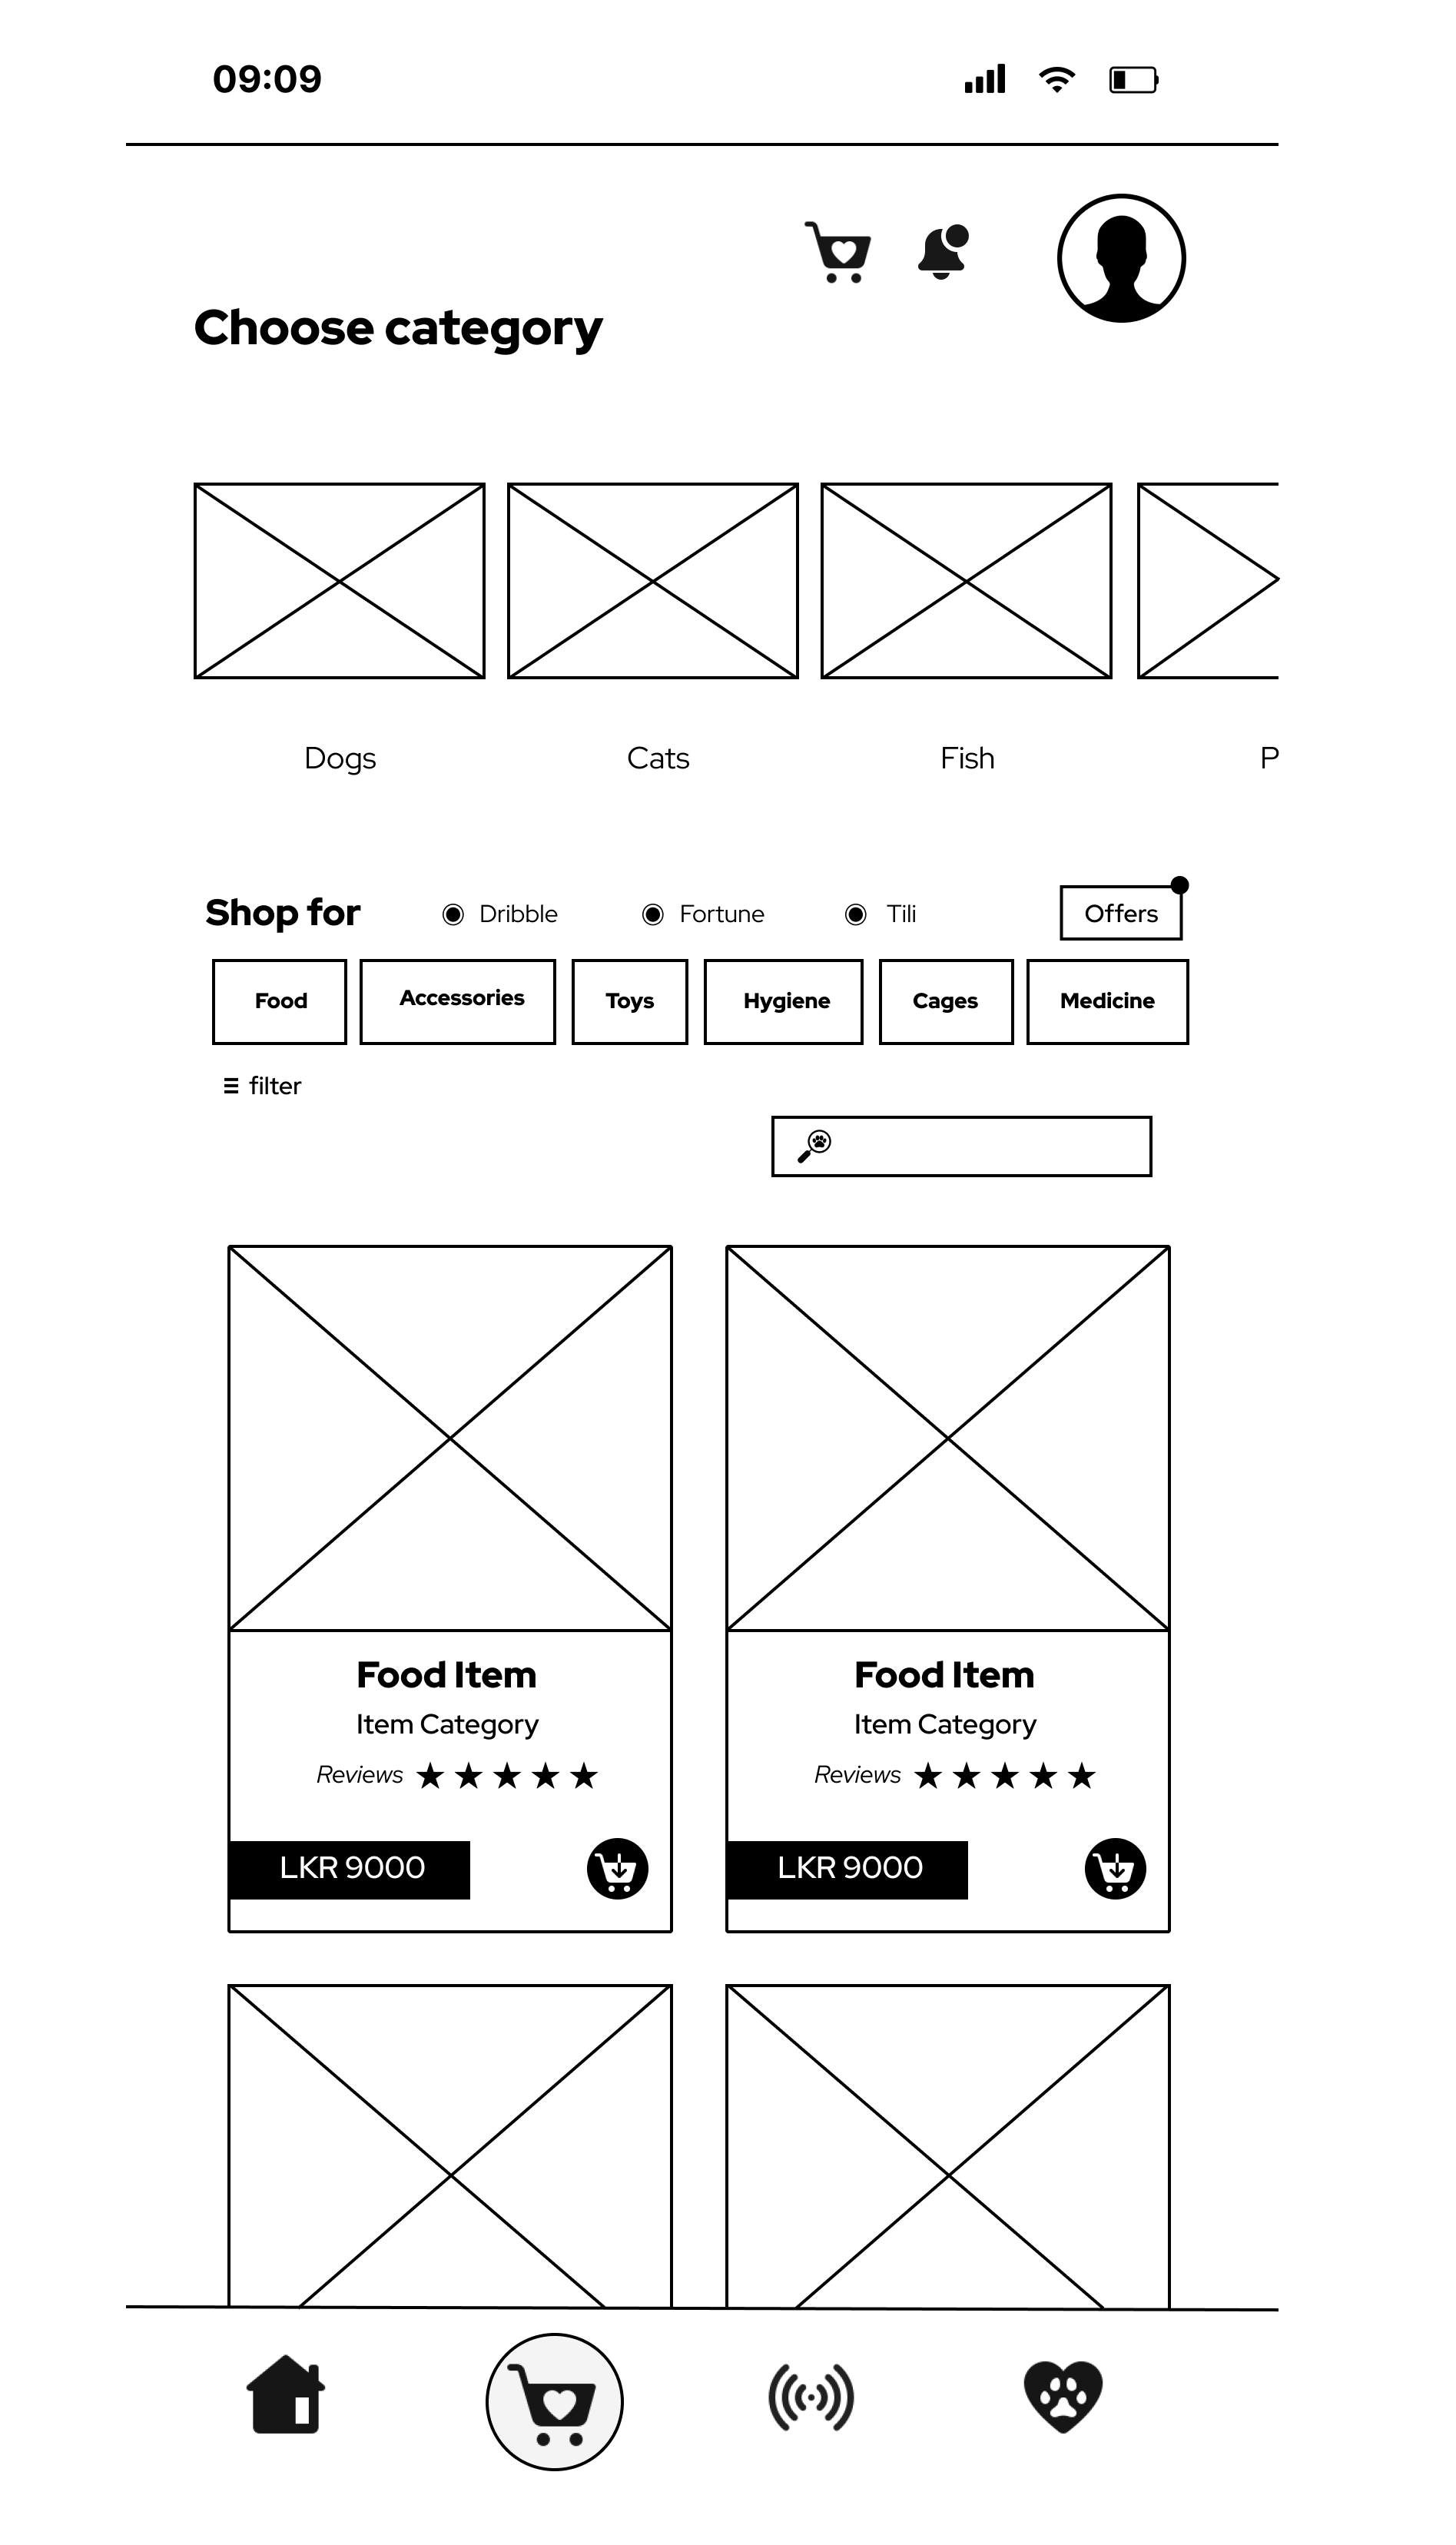 09:09
Choose category
Dogs Cats Fish P
Shop for Dribble Fortune Tili Offers
Food Accessories Toys Hygiene Cages Medicine
filter
Food Item Food Item
Item Category Item Category
Reviews ★★★★★ Reviews ★★★★★
LKR 9000 LKR 9000